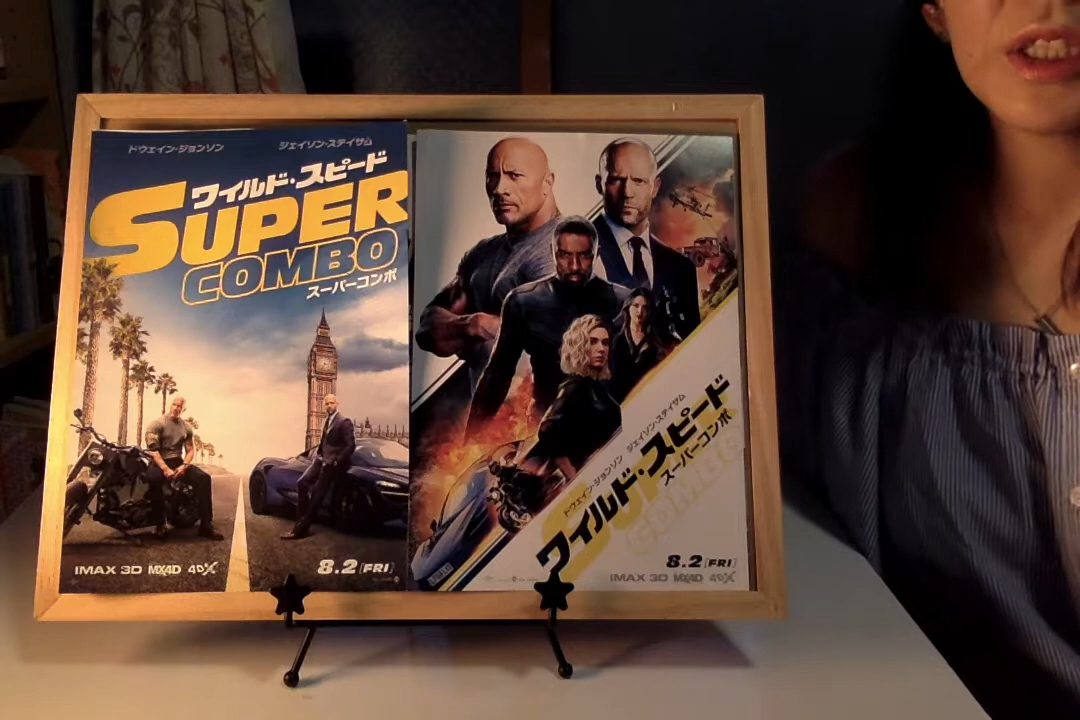 ドウェイン・ジョンソン ジェイソン・ステイサム
ワイルド・スピード
SUPER
COMBO
スーパーコンボ
IMAX 3D MX4D 4DX
8.2 [FRI]
ドウェイン・ジョンソン ジェイソン・ステイサム
ワイルド・スピード
スーパーコンボ
SUPER
COMBO
8.2 [FRI]
IMAX 3D MX4D 4DX